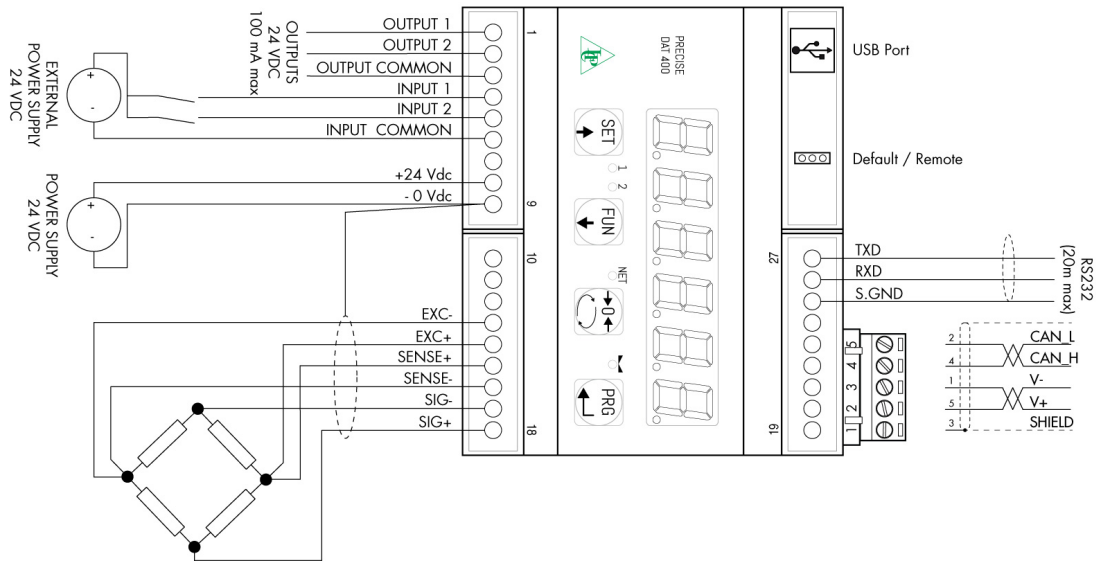 OUTPUTS
24 VDC
100 mA max
OUTPUT 1
OUTPUT 2
OUTPUT COMMON
INPUT 1
INPUT 2
INPUT COMMON
+24 Vdc
- 0 Vdc
EXTERNAL
POWER SUPPLY
24 VDC
+
-
POWER SUPPLY
24 VDC
+
-
1
9
10
18
EXC-
EXC+
SENSE+
SENSE-
SIG-
SIG+
PRECISE
DAT 400
SET
1
2
FUN
NET
0
PRG
USB Port
Default / Remote
27
19
TXD
RXD
S.GND
RS232
(20m max)
5
4
3
2
1
2 CAN_L
4 CAN_H
1 V-
5 V+
3 SHIELD